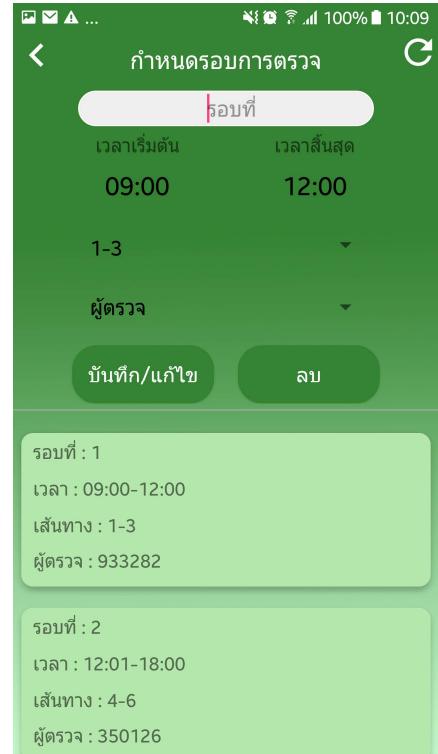 ... 100% 10:09
กำหนดรอบการตรวจ
รอบที่
เวลาเริ่มต้น เวลาสิ้นสุด
09:00 12:00
1-3
ผู้ตรวจ
บันทึก/แก้ไข ลบ
รอบที่ : 1
เวลา : 09:00-12:00
เส้นทาง : 1-3
ผู้ตรวจ : 933282
รอบที่ : 2
เวลา : 12:01-18:00
เส้นทาง : 4-6
ผู้ตรวจ : 350126